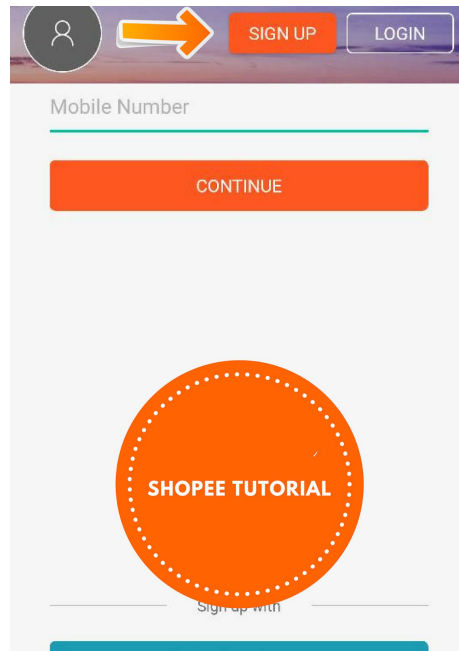 SIGN UP
LOGIN
Mobile Number
CONTINUE
SHOPEE TUTORIAL
Sign up with